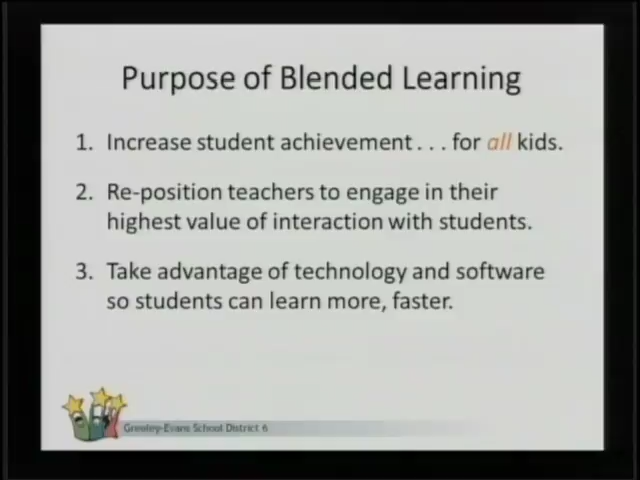 Purpose of Blended Learning
1. Increase student achievement . . . for all kids.
2. Re-position teachers to engage in their
highest value of interaction with students.
3. Take advantage of technology and software
so students can learn more, faster.
Greeley-Evans School District 6